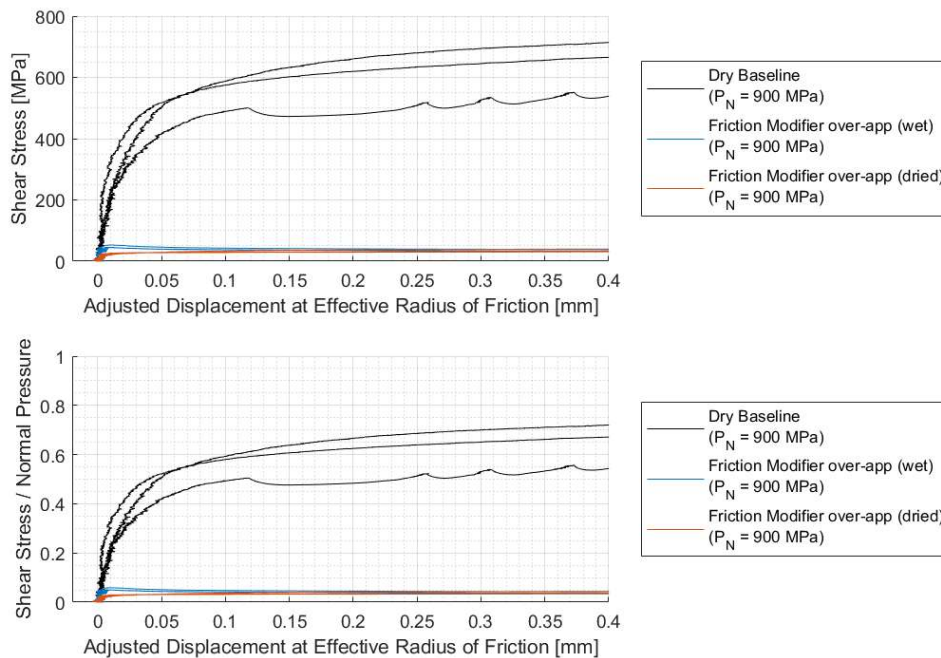 800
600
400
200
0
Shear Stress [MPa]
0 0.05 0.1 0.15 0.2 0.25 0.3 0.35 0.4
Adjusted Displacement at Effective Radius of Friction [mm]
Dry Baseline
(P_N = 900 MPa)
Friction Modifier over-app (wet)
(P_N = 900 MPa)
Friction Modifier over-app (dried)
(P_N = 900 MPa)
1
0.8
0.6
0.4
0.2
0
Shear Stress / Normal Pressure
0 0.05 0.1 0.15 0.2 0.25 0.3 0.35 0.4
Adjusted Displacement at Effective Radius of Friction [mm]
Dry Baseline
(P_N = 900 MPa)
Friction Modifier over-app (wet)
(P_N = 900 MPa)
Friction Modifier over-app (dried)
(P_N = 900 MPa)